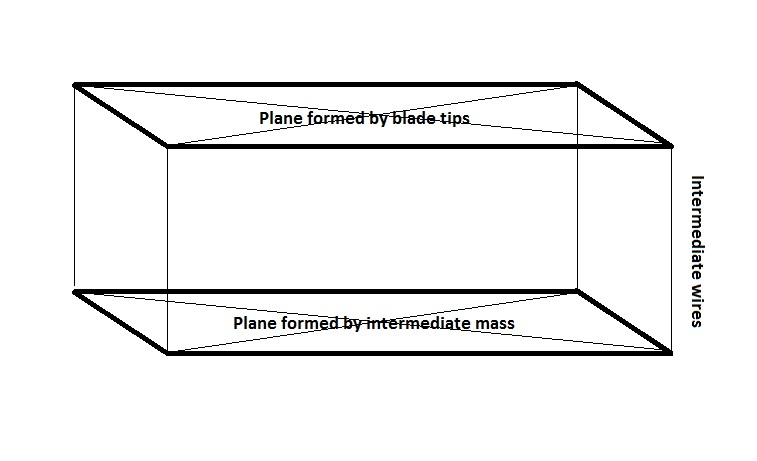 Plane formed by blade tips
Intermediate wires
Plane formed by intermediate mass